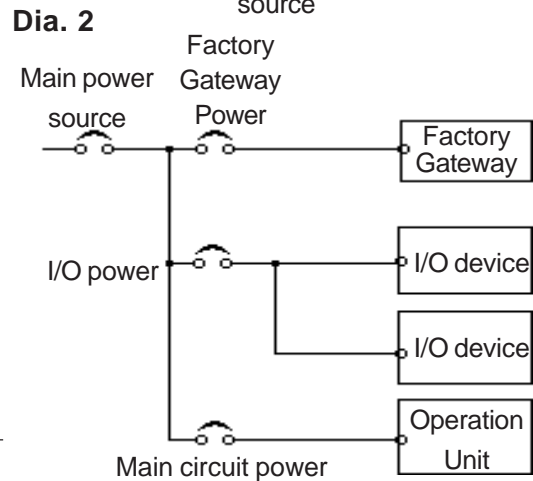 source
Dia. 2
Factory
Gateway
Power
Main power
source
Factory
Gateway
I/O power
I/O device
I/O device
Operation
Unit
Main circuit power